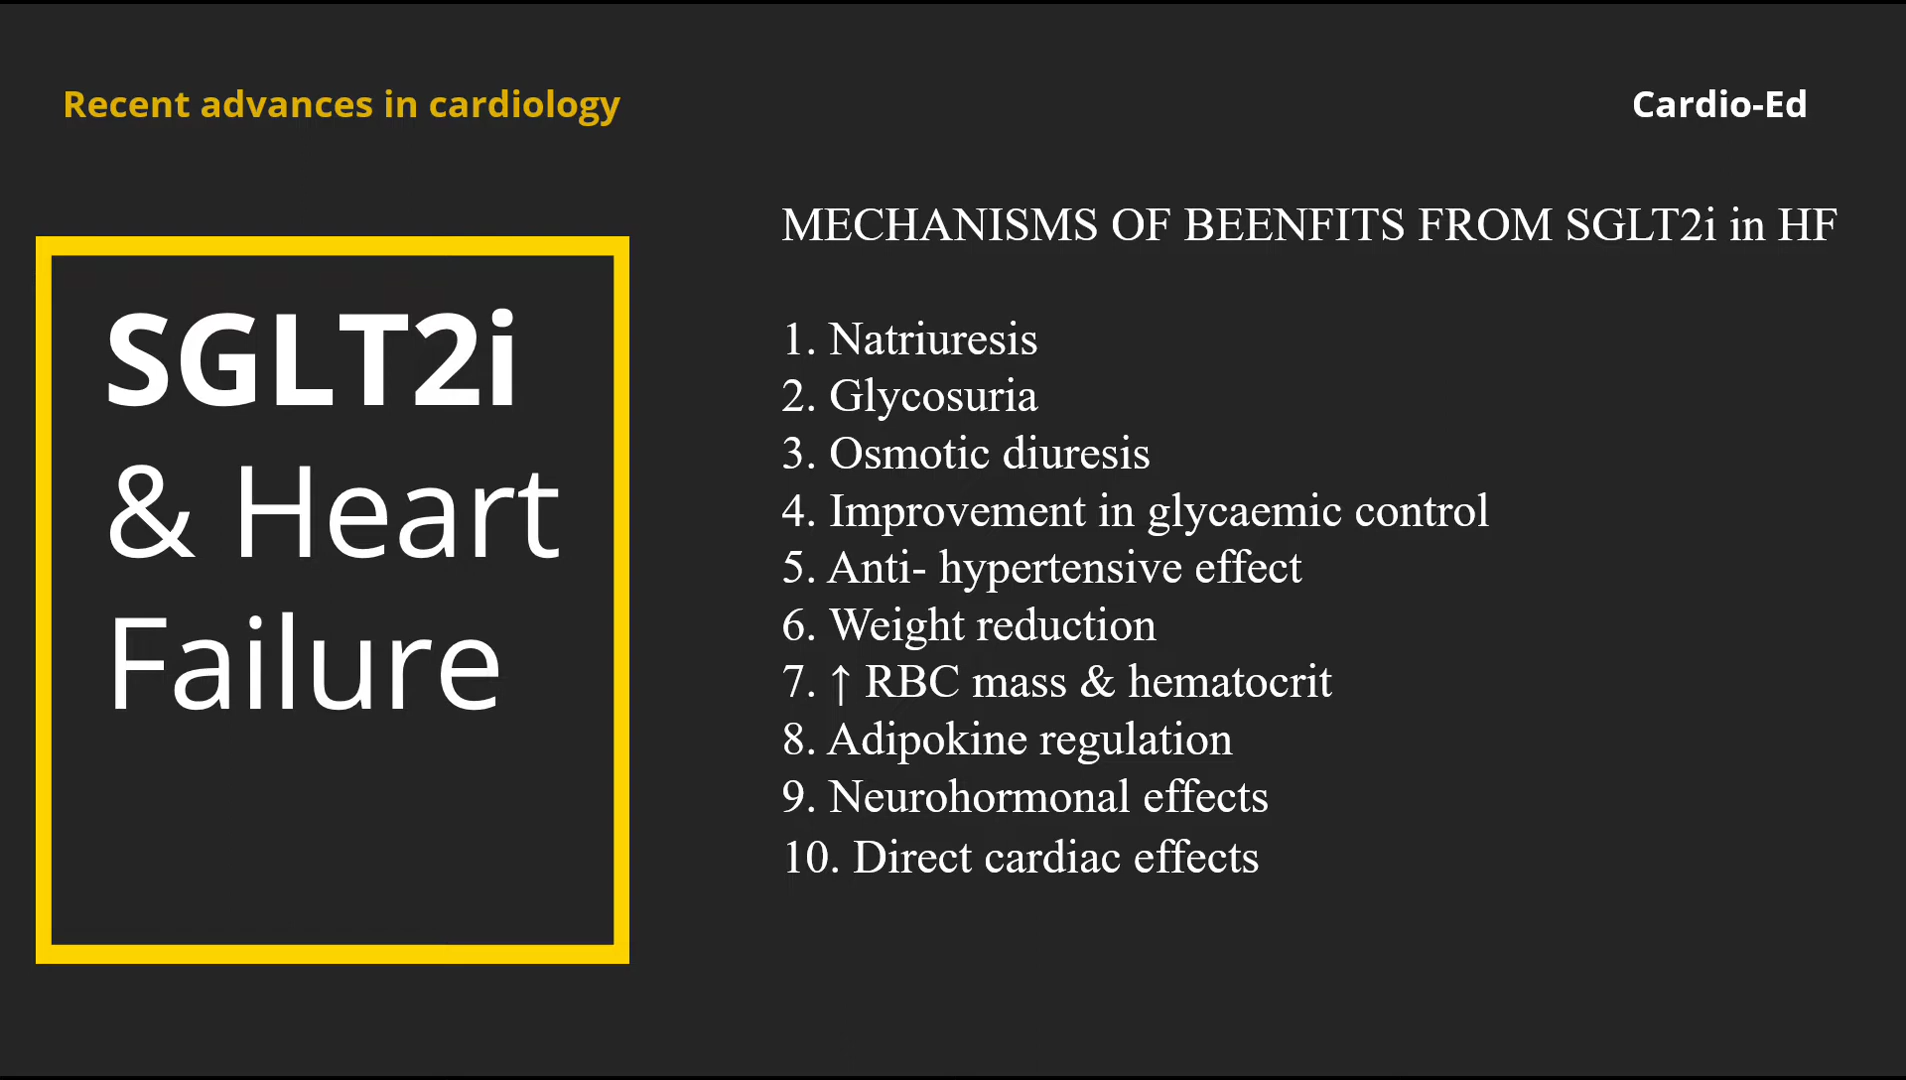 Recent advances in cardiology
Cardio-Ed
SGLT2i
& Heart
Failure
MECHANISMS OF BEENFITS FROM SGLT2i in HF
1. Natriuresis
2. Glycosuria
3. Osmotic diuresis
4. Improvement in glycaemic control
5. Anti- hypertensive effect
6. Weight reduction
7. ↑ RBC mass & hematocrit
8. Adipokine regulation
9. Neurohormonal effects
10. Direct cardiac effects